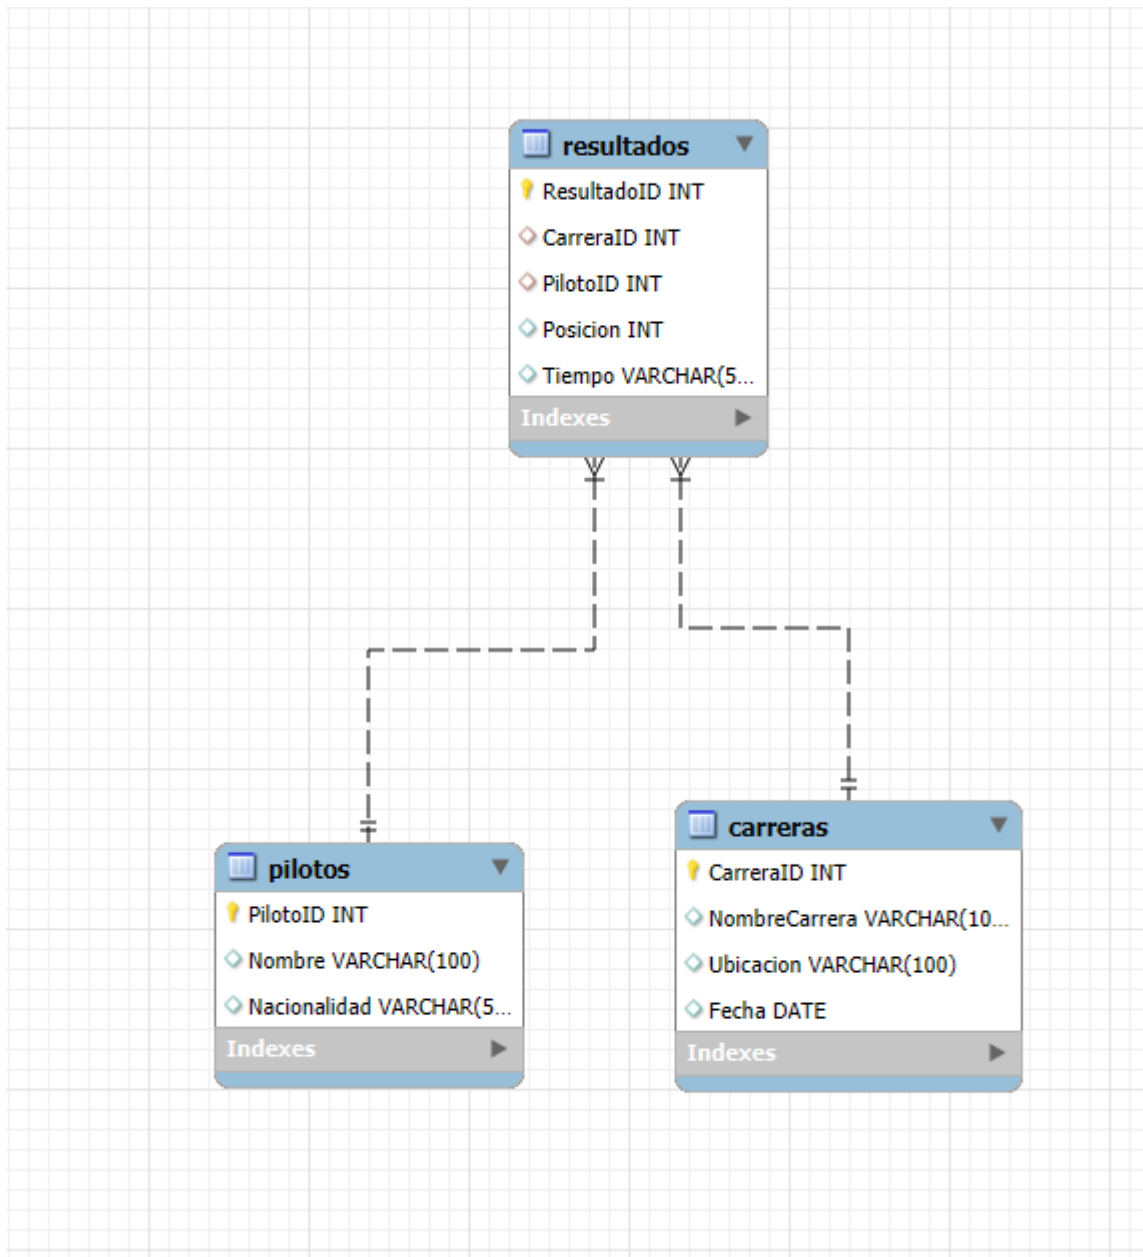 resultados
ResultadoID INT
CarreraID INT
PilotoID INT
Posicion INT
Tiempo VARCHAR(5...
Indexes
pilotos
PilotoID INT
Nombre VARCHAR(100)
Nacionalidad VARCHAR(5...
Indexes
carreras
CarreraID INT
NombreCarrera VARCHAR(10...
Ubicacion VARCHAR(100)
Fecha DATE
Indexes